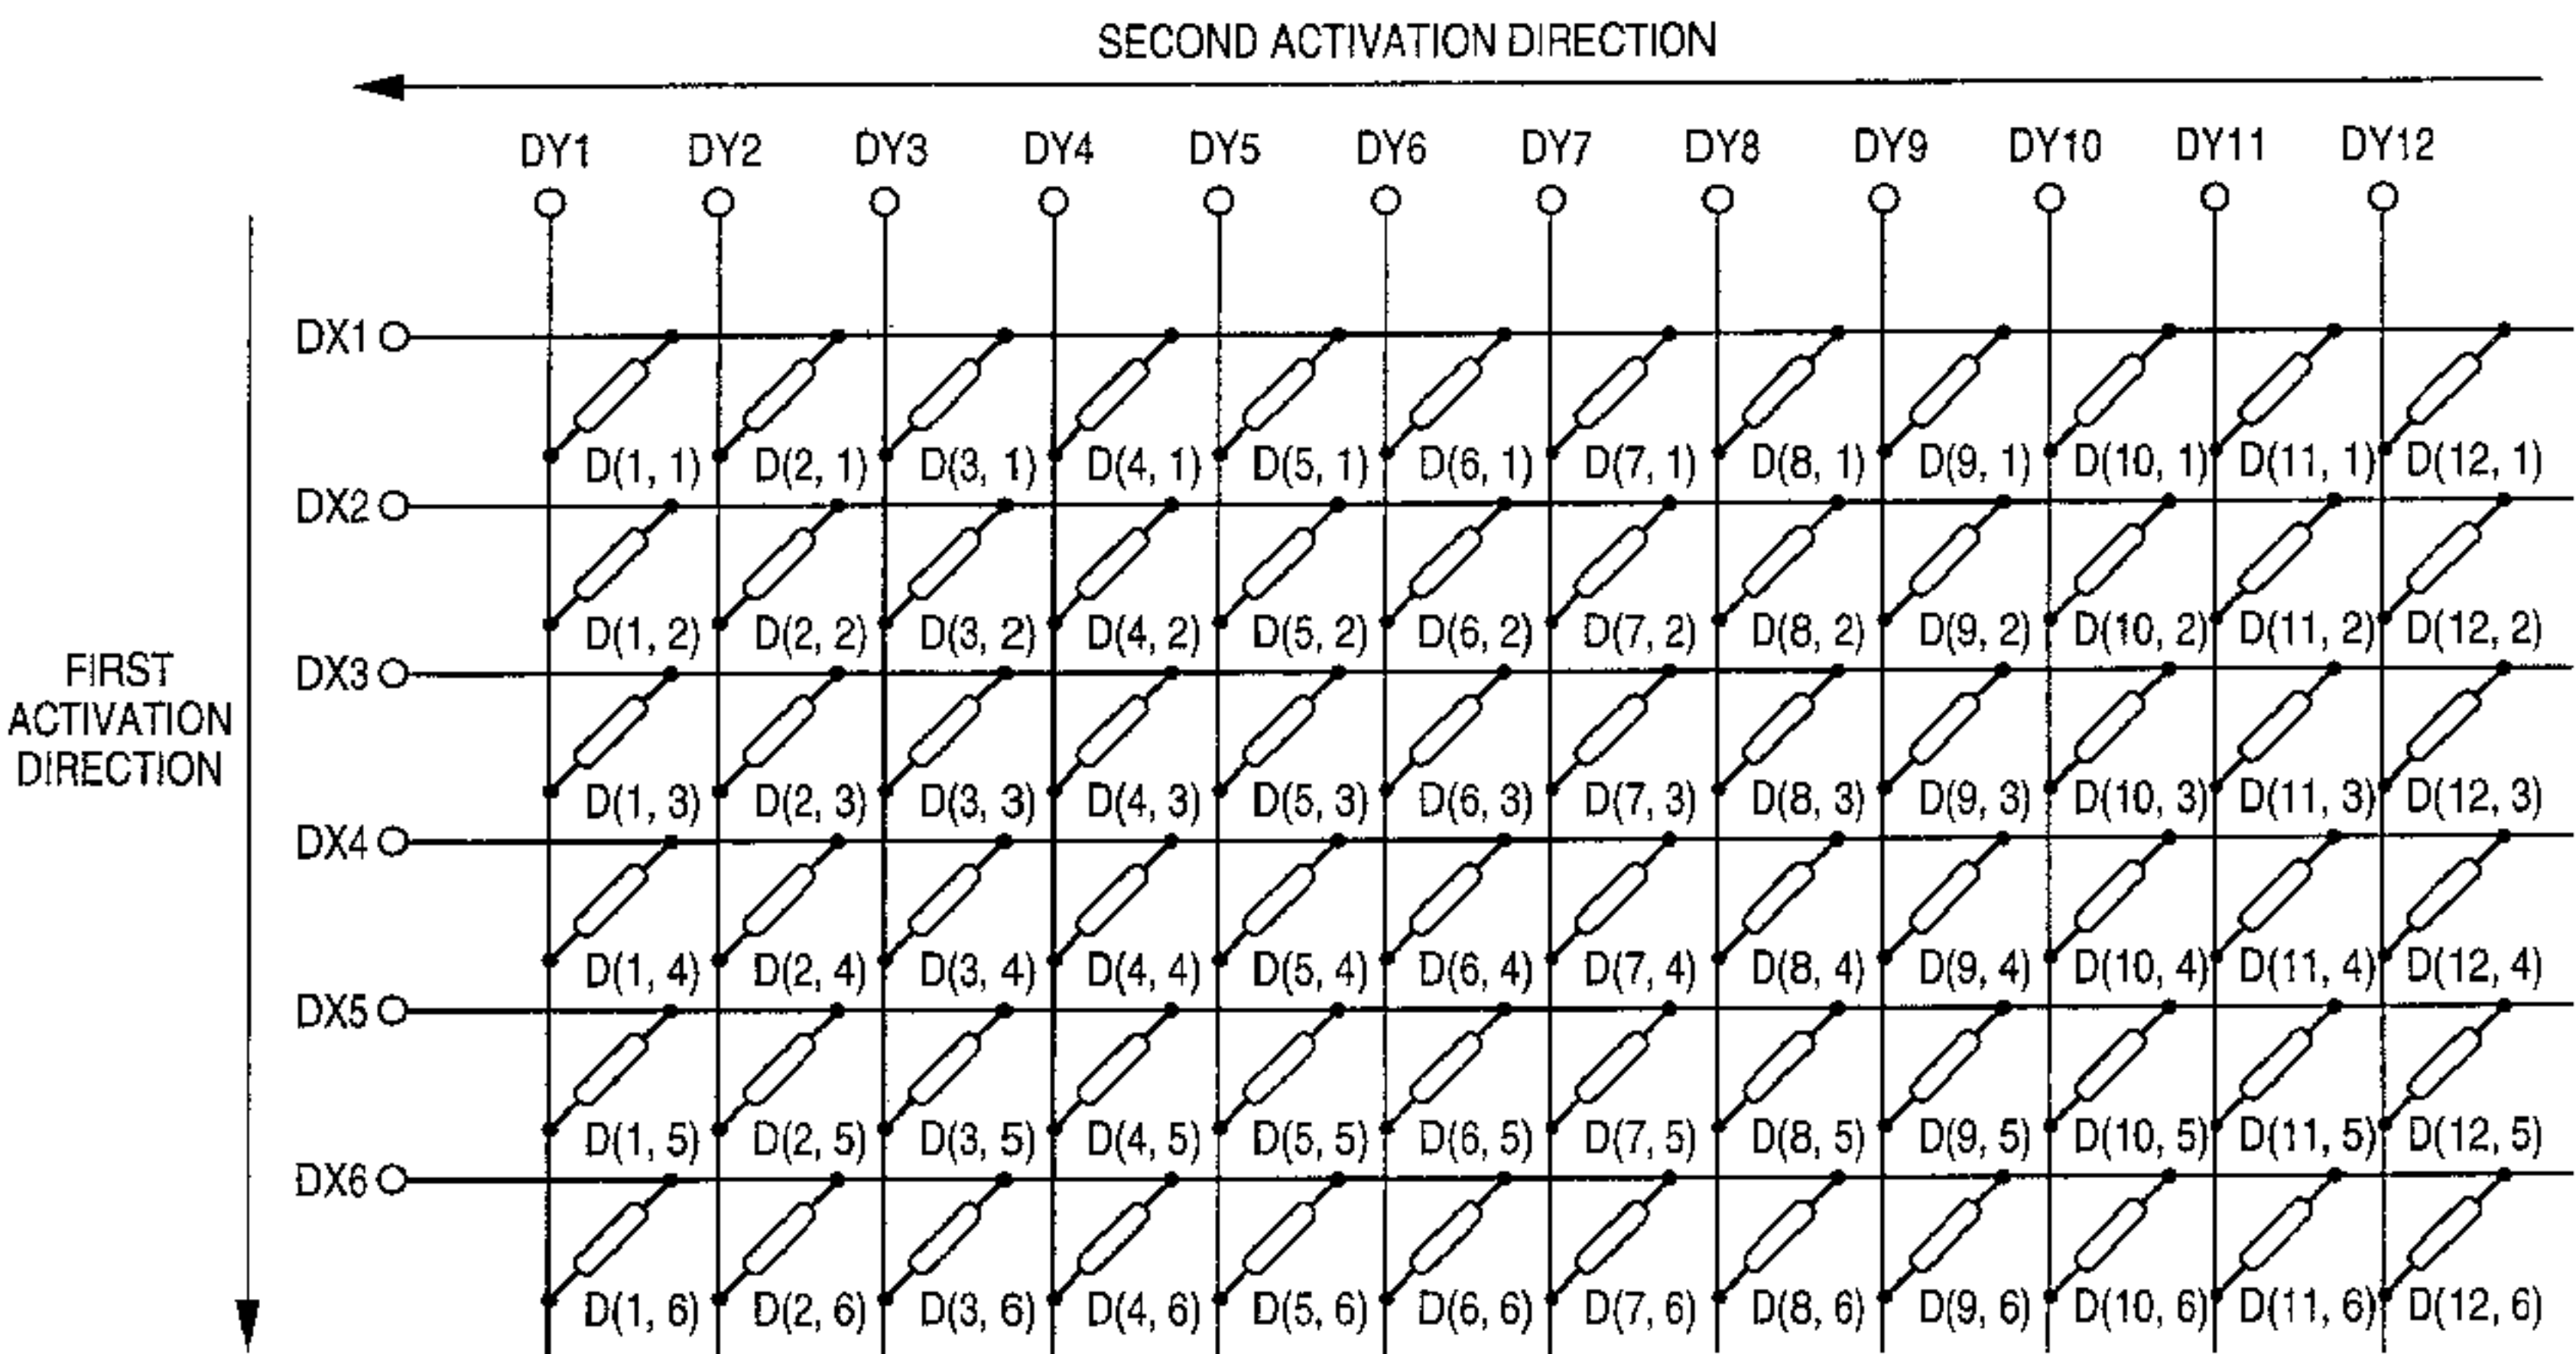 SECOND ACTIVATION DIRECTION
DY1 DY2 DY3 DY4 DY5 DY6 DY7 DY8 DY9 DY10 DY11 DY12
DX1
D(1, 1) D(2, 1) D(3, 1) D(4, 1) D(5, 1) D(6, 1) D(7, 1) D(8, 1) D(9, 1) D(10, 1) D(11, 1) D(12, 1)
DX2
D(1, 2) D(2, 2) D(3, 2) D(4, 2) D(5, 2) D(6, 2) D(7, 2) D(8, 2) D(9, 2) D(10, 2) D(11, 2) D(12, 2)
FIRST
ACTIVATION
DIRECTION
DX3
D(1, 3) D(2, 3) D(3, 3) D(4, 3) D(5, 3) D(6, 3) D(7, 3) D(8, 3) D(9, 3) D(10, 3) D(11, 3) D(12, 3)
DX4
D(1, 4) D(2, 4) D(3, 4) D(4, 4) D(5, 4) D(6, 4) D(7, 4) D(8, 4) D(9, 4) D(10, 4) D(11, 4) D(12, 4)
DX5
D(1, 5) D(2, 5) D(3, 5) D(4, 5) D(5, 5) D(6, 5) D(7, 5) D(8, 5) D(9, 5) D(10, 5) D(11, 5) D(12, 5)
DX6
D(1, 6) D(2, 6) D(3, 6) D(4, 6) D(5, 6) D(6, 6) D(7, 6) D(8, 6) D(9, 6) D(10, 6) D(11, 6) D(12, 6)